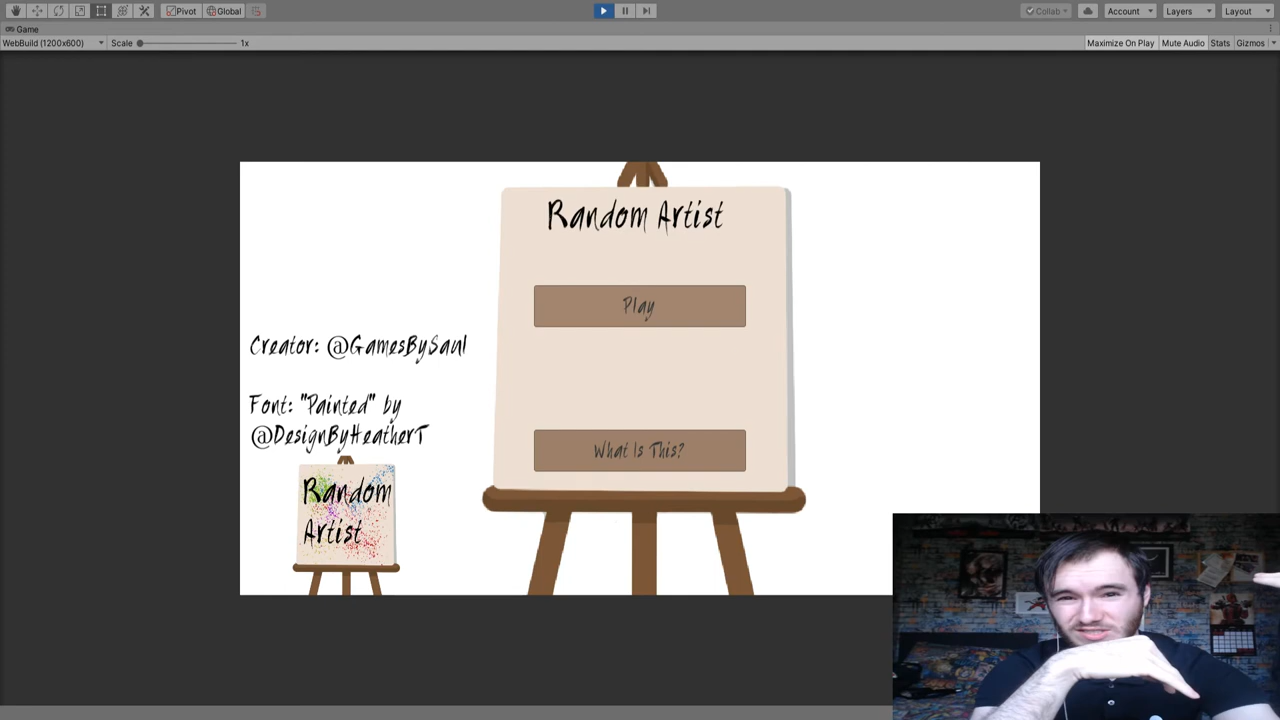 Pivot Global Collab Account Layers Layout
Game
WebBuild (1200x600) Scale 1x Maximize On Play Mute Audio Stats Gizmos
Random Artist
Play
Creator: @GamesBySaul
Font: "Painted" by
@DesignByHeatherT
What Is This?
Random
Artist